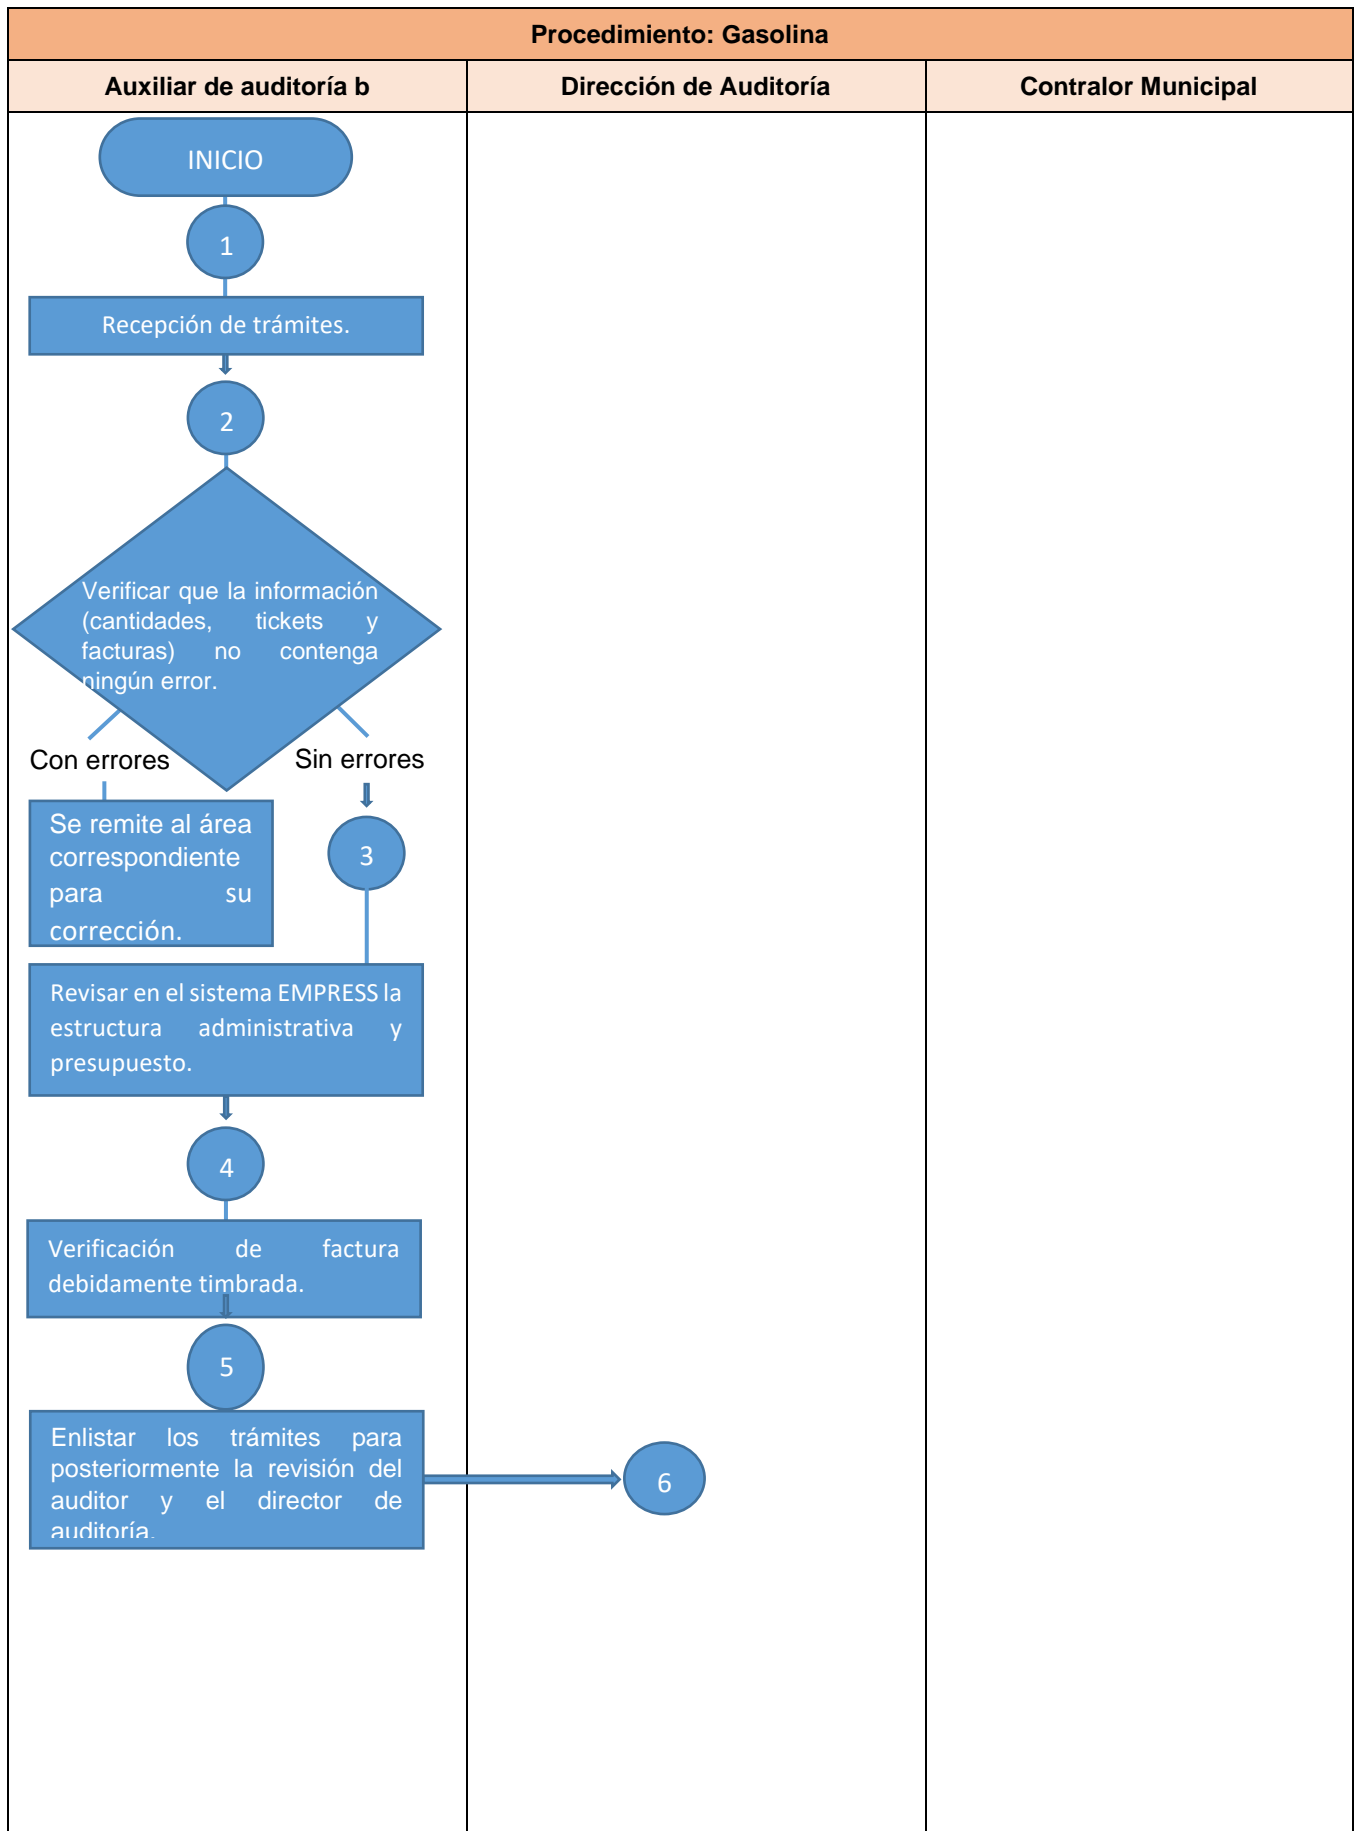 Procedimiento: Gasolina
Auxiliar de auditoría b
Dirección de Auditoría
Contralor Municipal
INICIO
1
Recepción de trámites.
2
Verificar que la información
(cantidades, tickets y
facturas) no contenga
ningún error.
Con errores
Sin errores
Se remite al área
correspondiente
para su
corrección.
3
Revisar en el sistema EMPRESS la
estructura administrativa y
presupuesto.
4
Verificación de factura
debidamente timbrada.
5
Enlistar los trámites para
posteriormente la revisión del
auditor y el director de
auditoría.
6